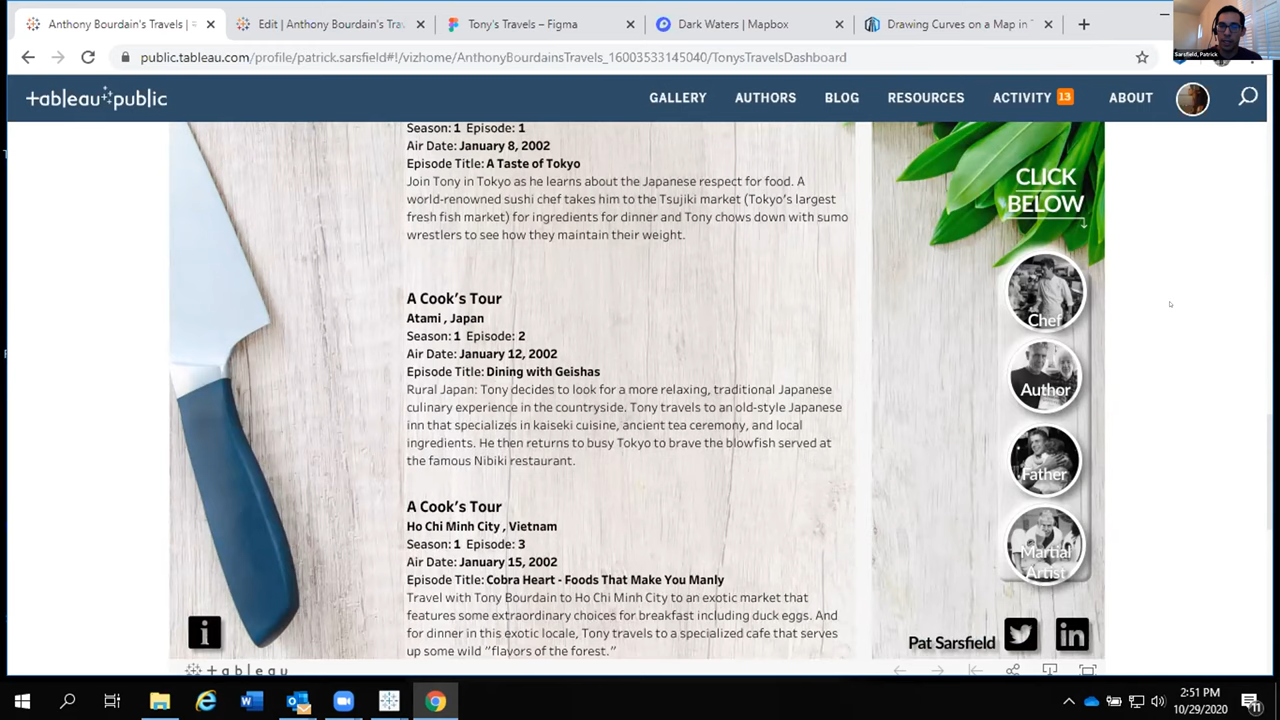 Anthony Bourdain's Travels |
Edit | Anthony Bourdain's Trav
Tony's Travels – Figma
Dark Waters | Mapbox
Drawing Curves on a Map in
Sarsfield, Patrick
public.tableau.com/profile/patrick.sarsfield#!/vizhome/AnthonyBourdainsTravels_16003533145040/TonysTravelsDashboard
+ableau public
GALLERY AUTHORS BLOG RESOURCES ACTIVITY 13 ABOUT
Season: 1 Episode: 1
Air Date: January 8, 2002
Episode Title: A Taste of Tokyo
Join Tony in Tokyo as he learns about the Japanese respect for food. A
world-renowned sushi chef takes him to the Tsujiki market (Tokyo's largest
fresh fish market) for ingredients for dinner and Tony chows down with sumo
wrestlers to see how they maintain their weight.
A Cook's Tour
Atami , Japan
Season: 1 Episode: 2
Air Date: January 12, 2002
Episode Title: Dining with Geishas
Rural Japan: Tony decides to look for a more relaxing, traditional Japanese
culinary experience in the countryside. Tony travels to an old-style Japanese
inn that specializes in kaiseki cuisine, ancient tea ceremony, and local
ingredients. He then returns to busy Tokyo to brave the blowfish served at
the famous Nibiki restaurant.
A Cook's Tour
Ho Chi Minh City , Vietnam
Season: 1 Episode: 3
Air Date: January 15, 2002
Episode Title: Cobra Heart - Foods That Make You Manly
Travel with Tony Bourdain to Ho Chi Minh City to an exotic market that
features some extraordinary choices for breakfast including duck eggs. And
for dinner in this exotic locale, Tony travels to a specialized cafe that serves
up some wild "flavors of the forest."
CLICK
BELOW
Chef
Author
Father
Martial
Artist
i
Pat Sarsfield
in
+ableau
2:51 PM
10/29/2020
11